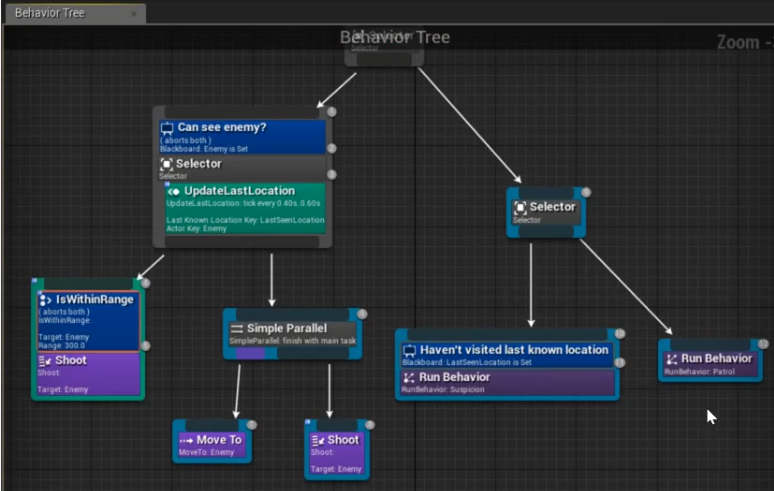 Behavior Tree
Behavior Tree
Selector
Zoom -
Can see enemy?
( aborts both )
Blackboard: Enemy is Set
Selector
Selector
UpdateLastLocation
UpdateLastLocation: tick every 0.40s..0.60s
Last Known Location Key: LastSeenLocation
Actor Key: Enemy
Selector
Selector
IsWithinRange
( aborts both )
IsWithinRange:
Target: Enemy
Range: 300.0
Shoot
Shoot:
Target: Enemy
Simple Parallel
SimpleParallel: finish with main task
Haven't visited last known location
Blackboard: LastSeenLocation is Set
Run Behavior
RunBehavior: Suspicion
Run Behavior
RunBehavior: Patrol
Move To
MoveTo: Enemy
Shoot
Shoot:
Target: Enemy